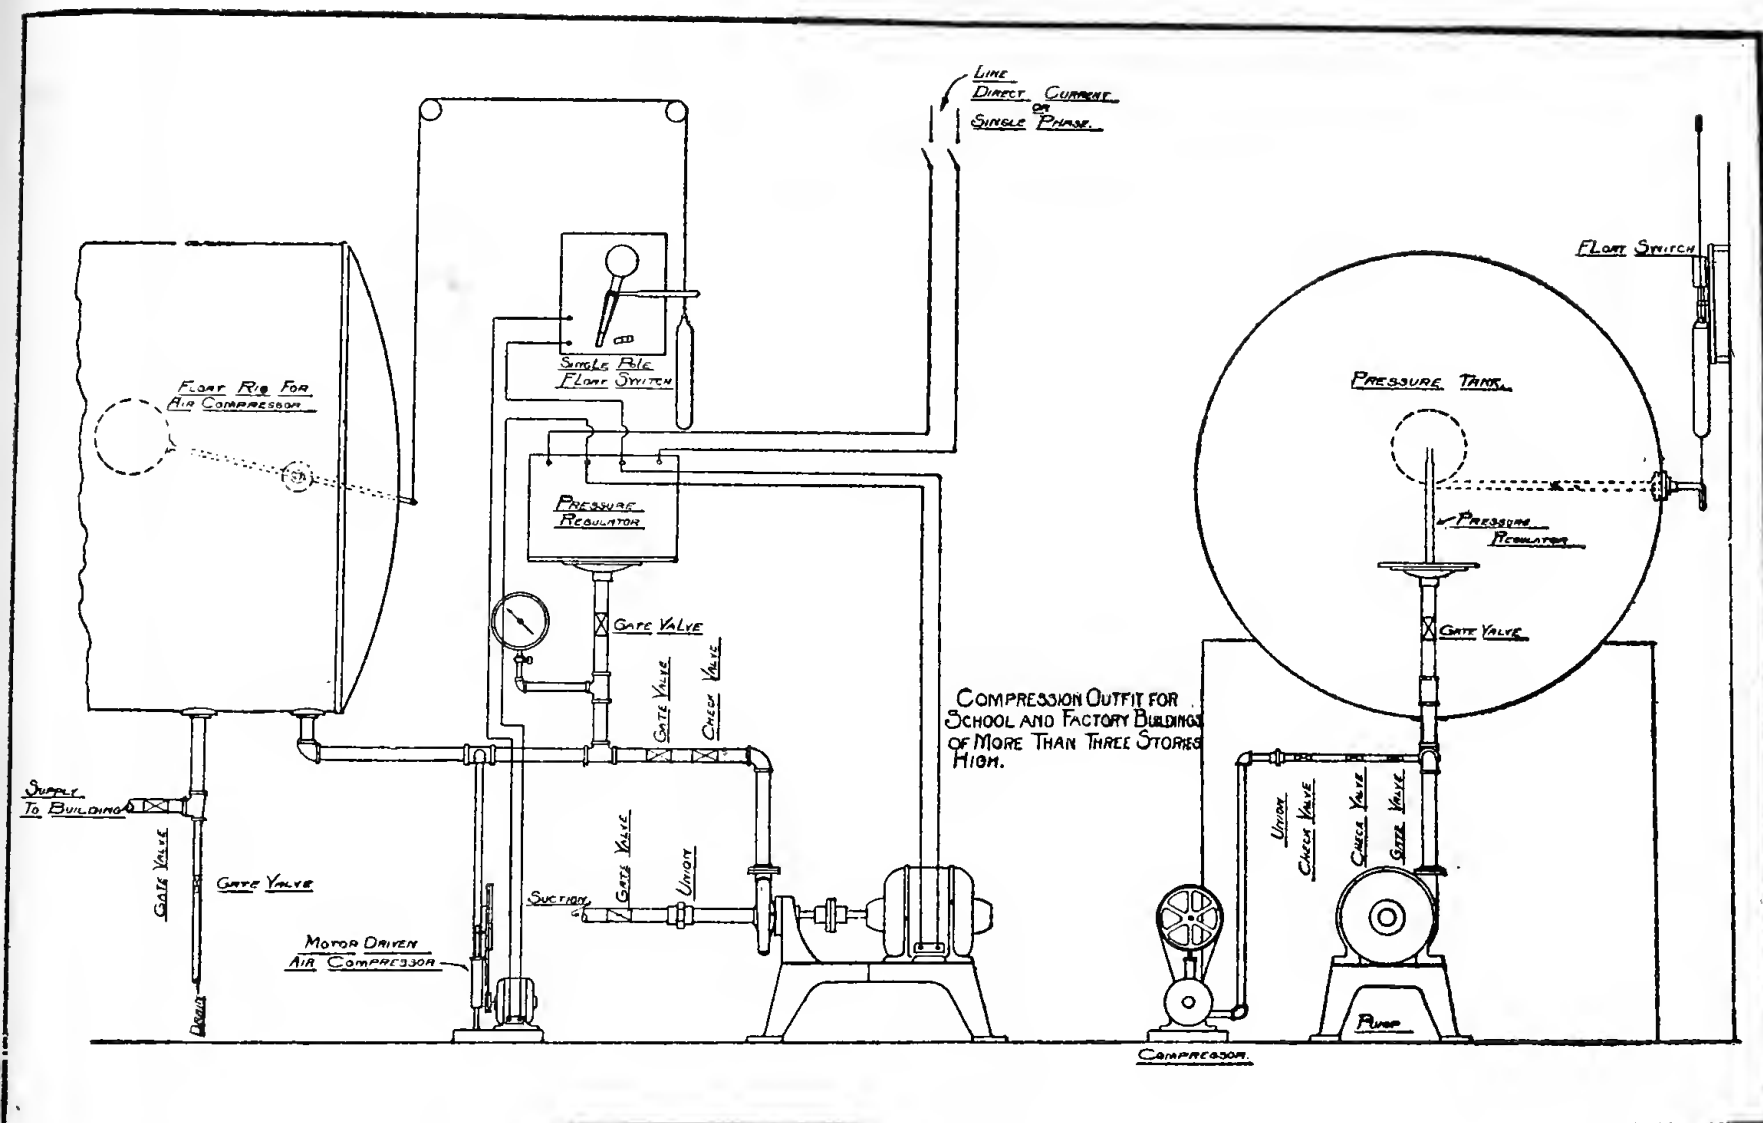 LINE
DIRECT CURRENT
OR
SINGLE PHASE.
FLOAT SWITCH
SINGLE POLE
FLOAT SWITCH
FLOAT RIG FOR
AIR COMPRESSOR
PRESSURE TANK
PRESSURE
REGULATOR
PRESSURE
REGULATOR
GATE VALVE
GATE VALVE
GATE VALVE
CHECK VALVE
COMPRESSION OUTFIT FOR
SCHOOL AND FACTORY BUILDINGS
OF MORE THAN THREE STORIES
HIGH.
SUPPLY
TO BUILDING
GATE VALVE
GATE VALVE
GATE VALVE
UNION
SUCTION
UNION
CHECK VALVE
CHECK VALVE
GATE VALVE
MOTOR DRIVEN
AIR COMPRESSOR
DRAIN
PUMP
COMPRESSOR.